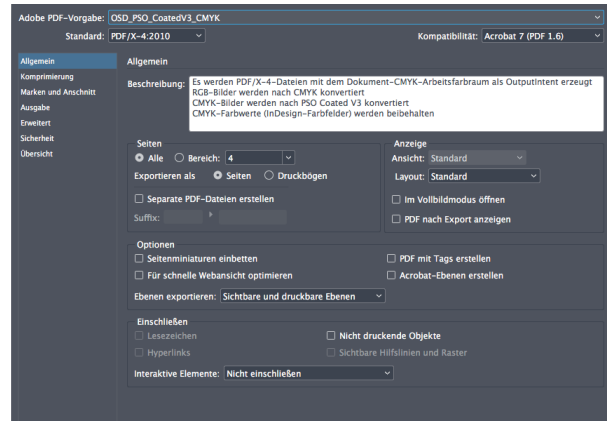 Adobe PDF-Vorgabe: OSD_PSO_CoatedV3_CMYK
Standard: PDF/X-4:2010 Kompatibilität: Acrobat 7 (PDF 1.6)
Allgemein
Komprimierung
Marken und Anschnitt
Ausgabe
Erweitert
Sicherheit
Übersicht
Allgemein
Beschreibung: Es werden PDF/X-4-Dateien mit dem Dokument-CMYK-Arbeitsfarbraum als OutputIntent erzeugt
RGB-Bilder werden nach CMYK konvertiert
CMYK-Bilder werden nach PSO Coated V3 konvertiert
CMYK-Farbwerte (InDesign-Farbfelder) werden beibehalten
Seiten
Alle Bereich: 4
Exportieren als Seiten Druckbögen
Separate PDF-Dateien erstellen
Suffix:
Anzeige
Ansicht: Standard
Layout: Standard
Im Vollbildmodus öffnen
PDF nach Export anzeigen
Optionen
Seitenminiaturen einbetten PDF mit Tags erstellen
Für schnelle Webansicht optimieren Acrobat-Ebenen erstellen
Ebenen exportieren: Sichtbare und druckbare Ebenen
Einschließen
Lesezeichen Nicht druckende Objekte
Hyperlinks Sichtbare Hilfslinien und Raster
Interaktive Elemente: Nicht einschließen